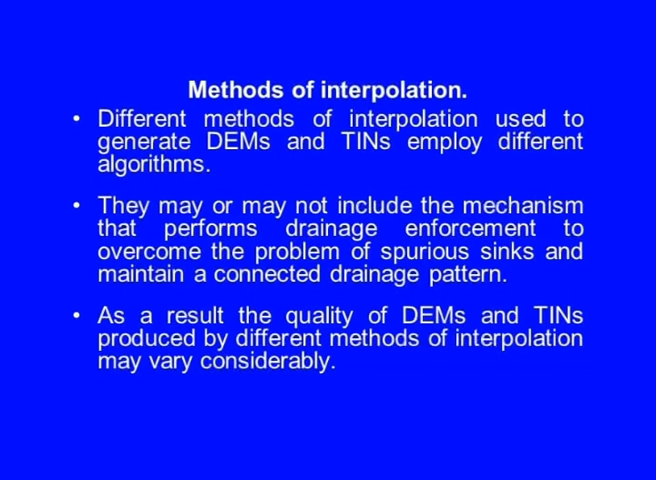 Methods of interpolation.
• Different methods of interpolation used to
generate DEMs and TINs employ different
algorithms.
• They may or may not include the mechanism
that performs drainage enforcement to
overcome the problem of spurious sinks and
maintain a connected drainage pattern.
• As a result the quality of DEMs and TINs
produced by different methods of interpolation
may vary considerably.